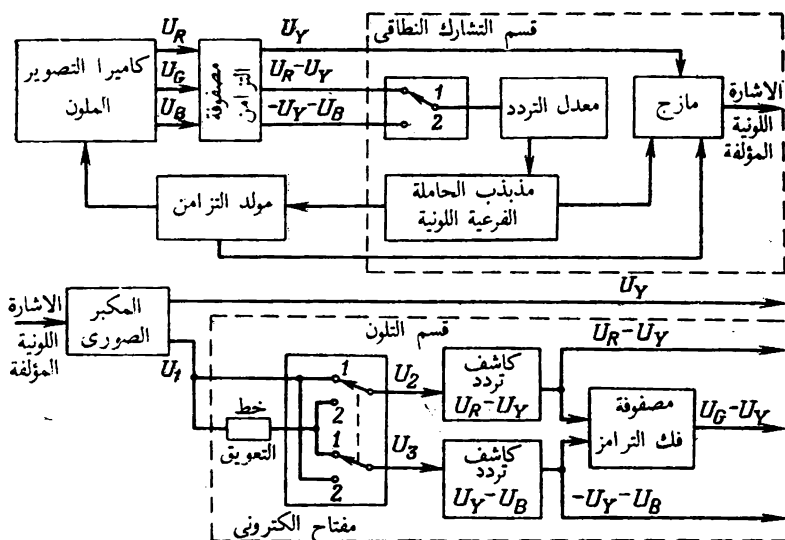 كاميرا التصوير
الملون
U_R
U_G
U_B
مصفوفة
الترامن
U_Y
U_R-U_Y
-U_Y-U_B
قسم التشارك النطاقى
1
2
معدل التردد
مازج
الاشارة
اللونية
المؤلفة
مولد التزامن
مذبذب الحاملة
الفرعية اللونية
الاشارة
اللونية
المؤلفة
المكبر
الصورى
U_Y
U_1
قسم التلون
خط
التعويق
1
2
1
2
مفتاح الكترونى
U_2
U_3
كاشف
تردد
U_R-U_Y
كاشف
تردد
U_Y-U_B
U_R-U_Y
مصفوفة
فك الترامز
U_G-U_Y
-U_Y-U_B